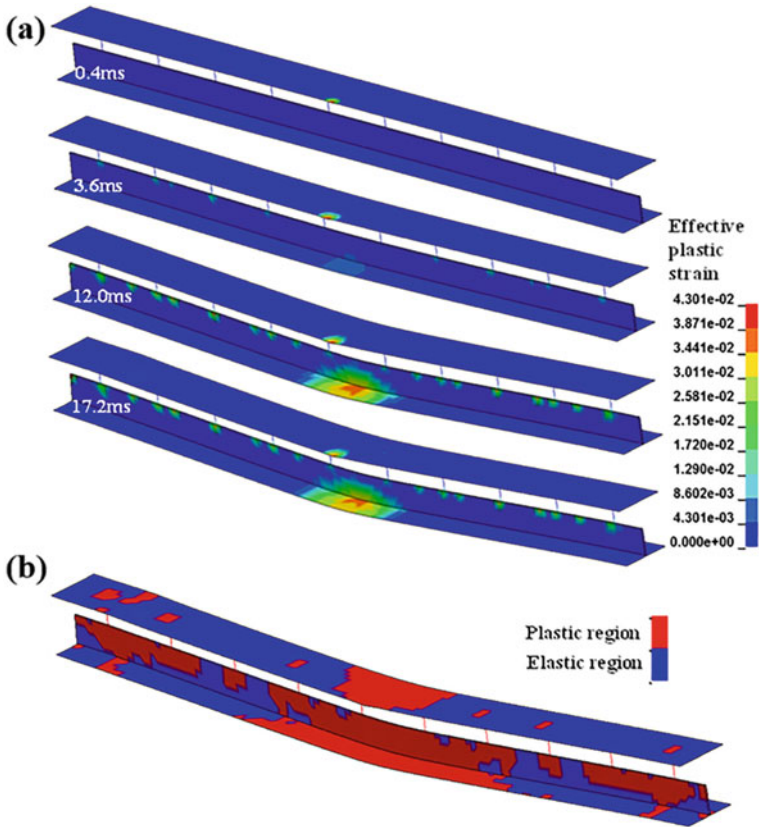 (a)
0.4ms
3.6ms
12.0ms
17.2ms
Effective
plastic
strain
4.301e-02
3.871e-02
3.441e-02
3.011e-02
2.581e-02
2.151e-02
1.720e-02
1.290e-02
8.602e-03
4.301e-03
0.000e+00
(b)
Plastic region
Elastic region